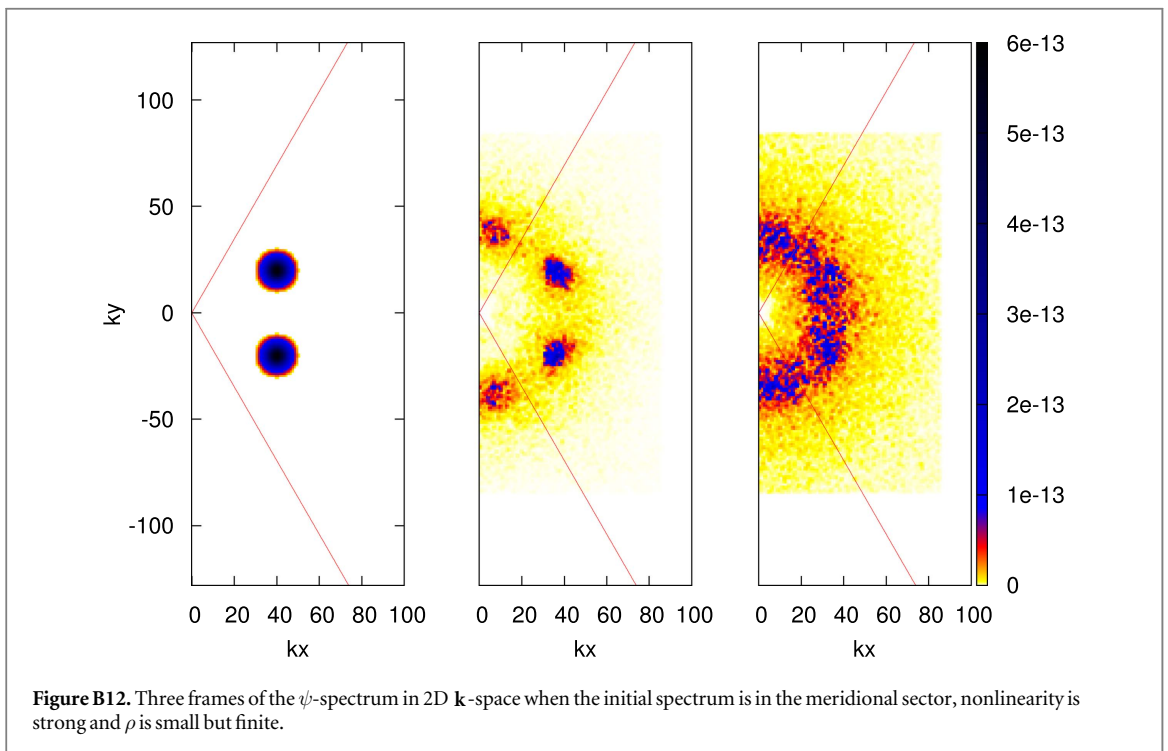 100
50
0
-50
-100
ky
0 20 40 60 80 100
kx
0 20 40 60 80 100
kx
0 20 40 60 80 100
kx
6e-13
5e-13
4e-13
3e-13
2e-13
1e-13
0
Figure B12. Three frames of the ψ-spectrum in 2D k-space when the initial spectrum is in the meridional sector, nonlinearity is
strong and ρ is small but finite.